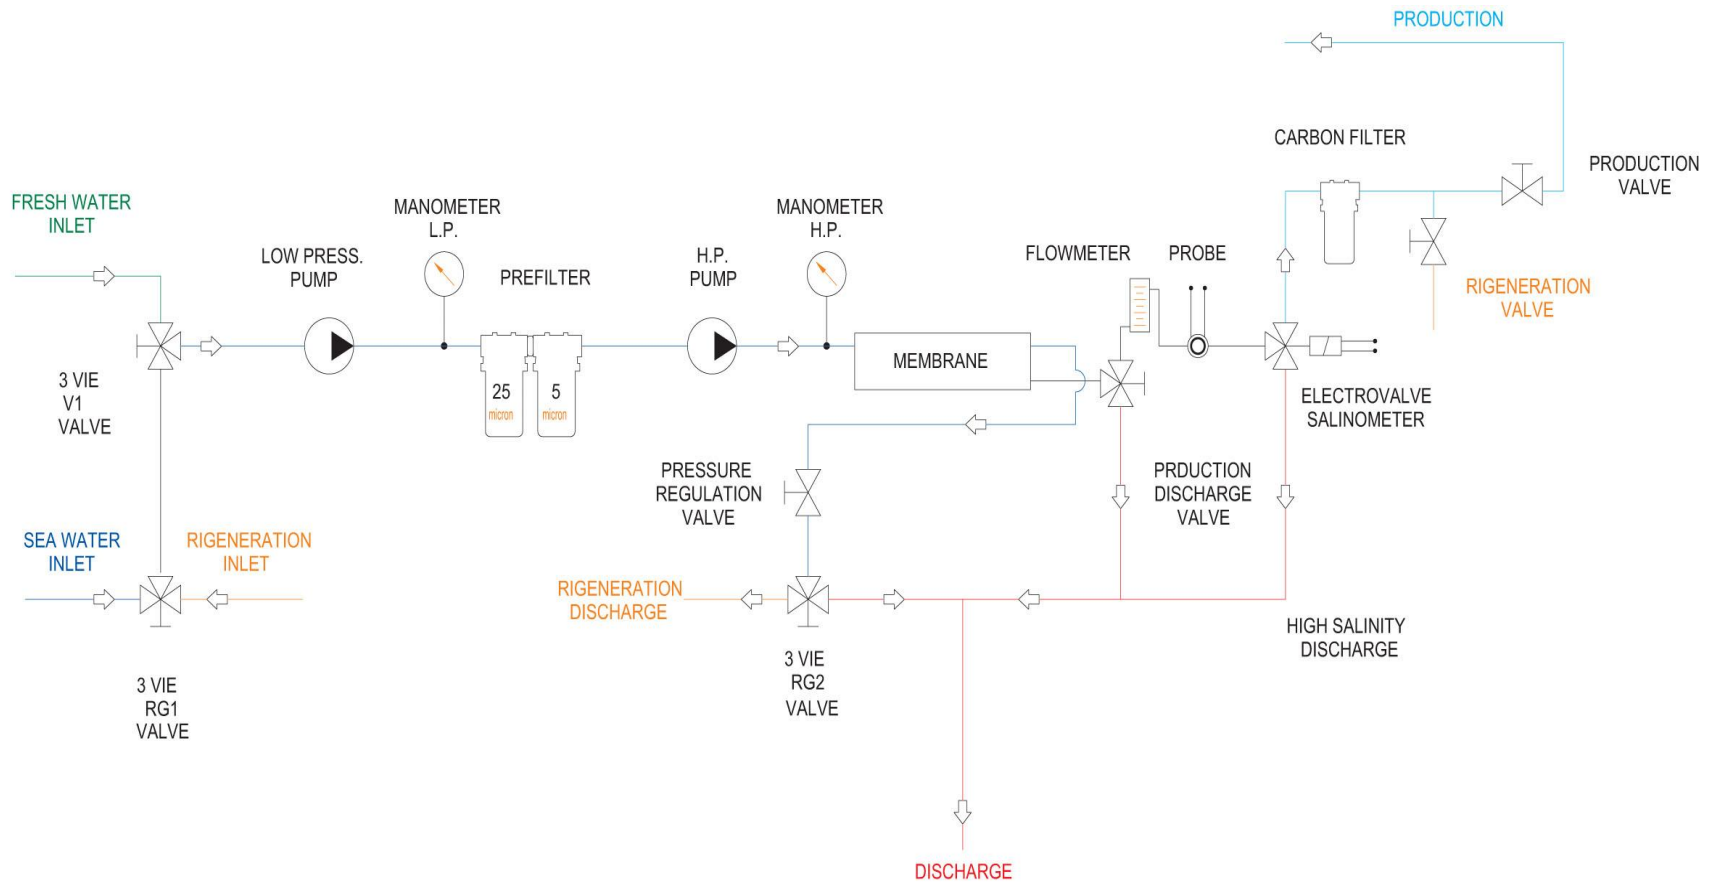 PRODUCTION
CARBON FILTER
PRODUCTION
VALVE
FRESH WATER
INLET
MANOMETER
L.P.
MANOMETER
H.P.
LOW PRESS.
PUMP
PREFILTER
H.P.
PUMP
FLOWMETER
PROBE
RIGENERATION
VALVE
MEMBRANE
3 VIE
V1
VALVE
25
micron
5
micron
ELECTROVALVE
SALINOMETER
PRESSURE
REGULATION
VALVE
PRDUCTION
DISCHARGE
VALVE
SEA WATER
INLET
RIGENERATION
INLET
RIGENERATION
DISCHARGE
HIGH SALINITY
DISCHARGE
3 VIE
RG1
VALVE
3 VIE
RG2
VALVE
DISCHARGE